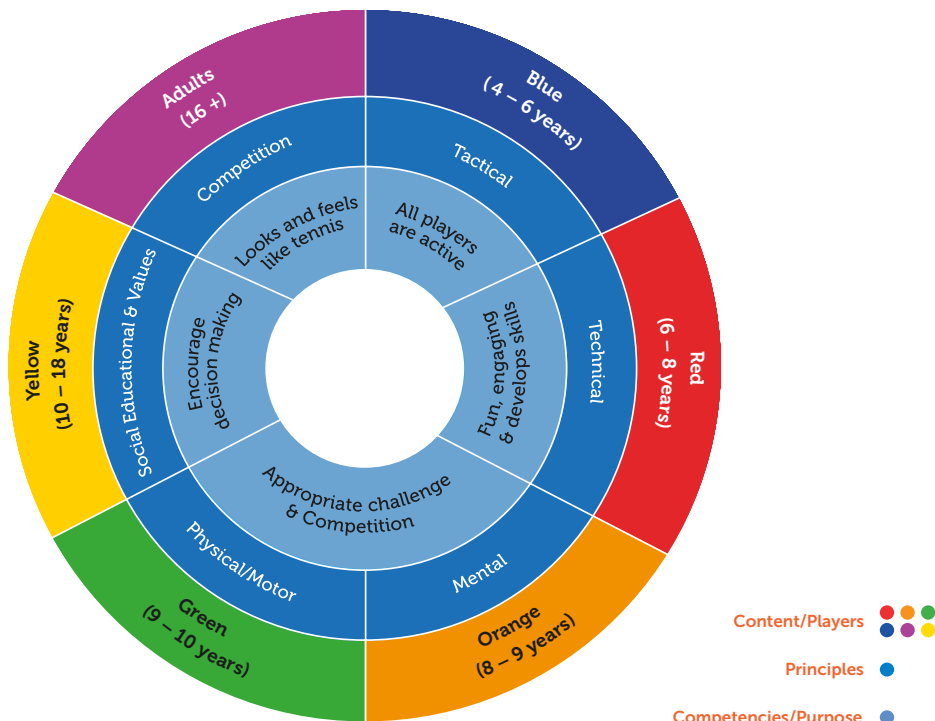 Adults
(16 +)
Blue
(4 – 6 years)
Red
(6 – 8 years)
Orange
(8 – 9 years)
Green
(9 – 10 years)
Yellow
(10 – 18 years)
Competition
Tactical
Technical
Mental
Physical/Motor
Social Educational & Values
Looks and feels
like tennis
All players
are active
Fun, engaging
& develops skills
Appropriate challenge
& Competition
Encourage
decision making
Content/Players
Principles
Competencies/Purpose